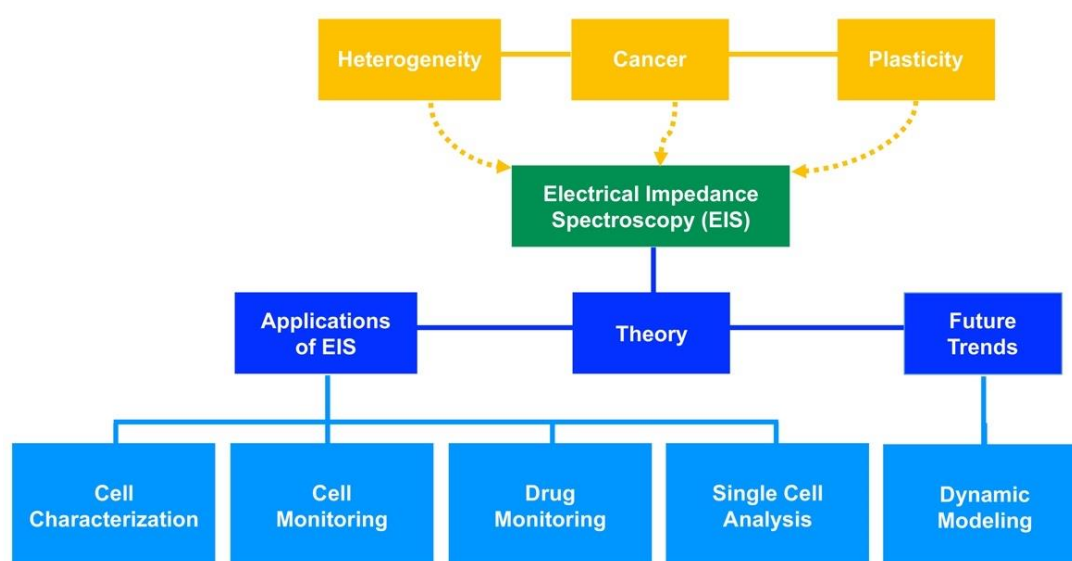 Heterogeneity
Cancer
Plasticity
Electrical Impedance
Spectroscopy (EIS)
Applications
of EIS
Theory
Future
Trends
Cell
Characterization
Cell
Monitoring
Drug
Monitoring
Single Cell
Analysis
Dynamic
Modeling